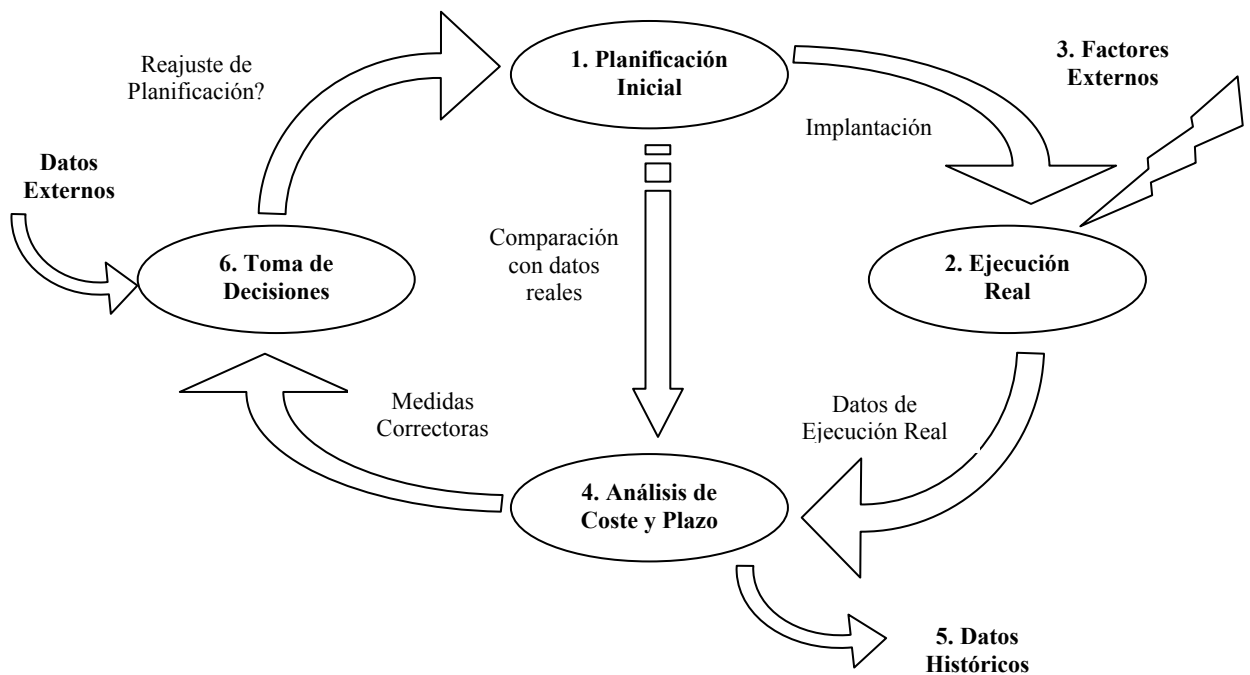 1. Planificación
Inicial
3. Factores
Externos
Reajuste de
Planificación?
Implantación
Datos
Externos
Comparación
con datos
reales
6. Toma de
Decisiones
2. Ejecución
Real
Medidas
Correctoras
Datos de
Ejecución Real
4. Análisis de
Coste y Plazo
5. Datos
Históricos